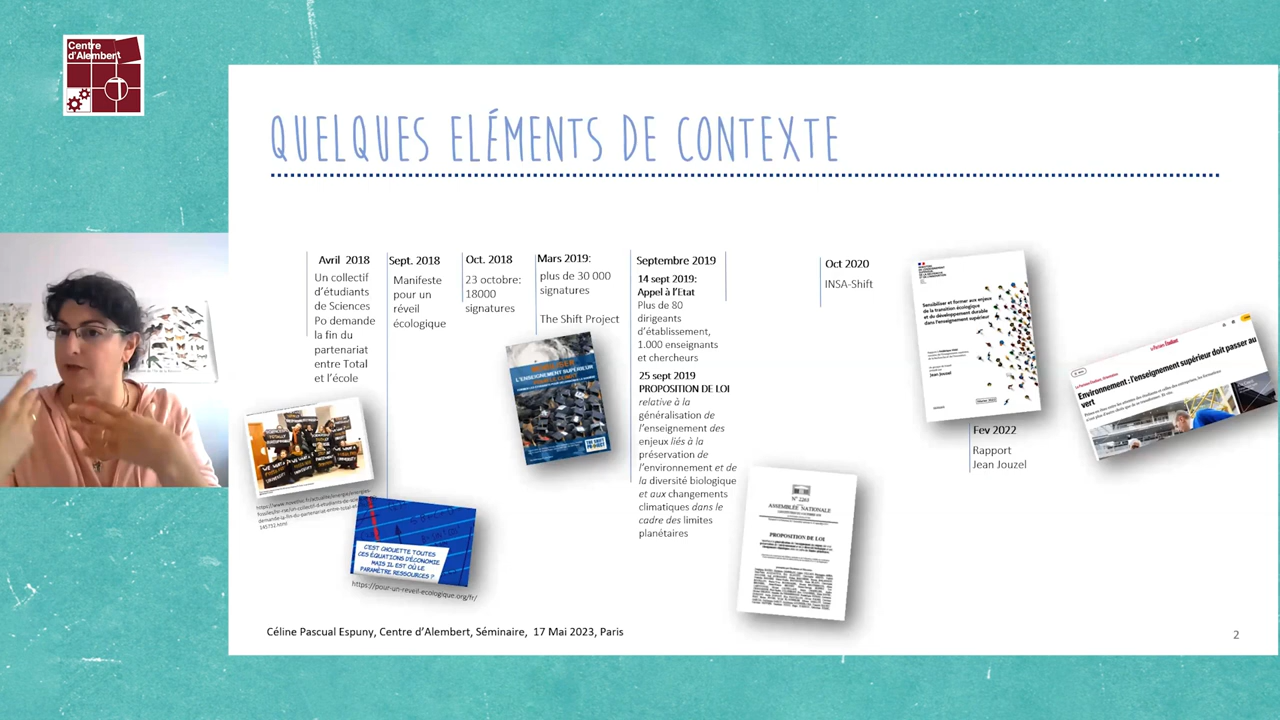 Centre
d'Alembert
QUELQUES ELÉMENTS DE CONTEXTE
Avril 2018
Un collectif
d'étudiants
de Sciences
Po demande
la fin du
partenariat
entre Total
et l'école
Sept. 2018
Manifeste
pour un
réveil
écologique
Oct. 2018
23 octobre:
18000
signatures
Mars 2019:
plus de 30 000
signatures
The Shift Project
Septembre 2019
14 sept 2019:
Appel à l'Etat
Plus de 80
dirigeants
d'établissement,
1.000 enseignants
et chercheurs
25 sept 2019
PROPOSITION DE LOI
relative à la
généralisation de
l'enseignement des
enjeux liés à la
préservation de
l'environnement et de
la diversité biologique
et aux changements
climatiques dans le
cadre des limites
planétaires
Oct 2020
INSA-Shift
Sensibiliser et former aux enjeux
de la transition écologique
et du développement durable
dans l'enseignement supérieur
Jean Jouzel
Fev 2022
Rapport
Jean Jouzel
Environnement : l'enseignement supérieur doit passer au
vert
L'ENSEIGNEMENT SUPÉRIEUR
C'EST CHOUETTE TOUTES
CES ÉQUATIONS D'ÉCONOMIE
MAIS IL EST OÙ LE
PARAMÈTRE RESSOURCES ?
https://pour-un-reveil-ecologique.org/fr/
N° 2263
ASSEMBLÉE NATIONALE
PROPOSITION DE LOI
Céline Pascual Espuny, Centre d'Alembert, Séminaire, 17 Mai 2023, Paris
2